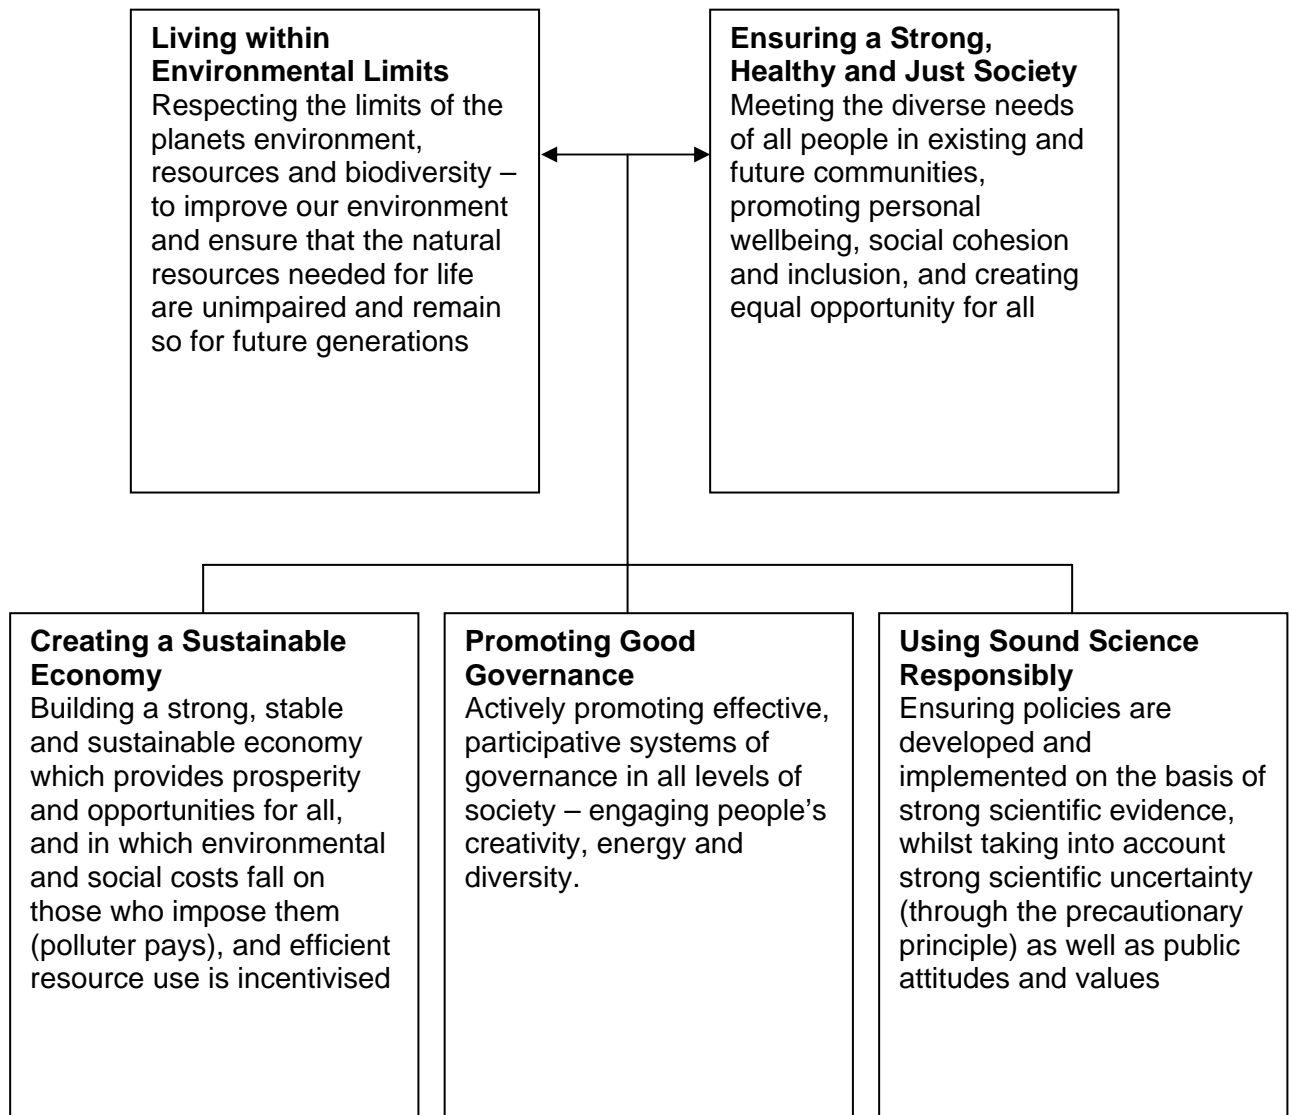 Living within
Environmental Limits
Respecting the limits of the
planets environment,
resources and biodiversity –
to improve our environment
and ensure that the natural
resources needed for life
are unimpaired and remain
so for future generations
Ensuring a Strong,
Healthy and Just Society
Meeting the diverse needs
of all people in existing and
future communities,
promoting personal
wellbeing, social cohesion
and inclusion, and creating
equal opportunity for all
Creating a Sustainable
Economy
Building a strong, stable
and sustainable economy
which provides prosperity
and opportunities for all,
and in which environmental
and social costs fall on
those who impose them
(polluter pays), and efficient
resource use is incentivised
Promoting Good
Governance
Actively promoting effective,
participative systems of
governance in all levels of
society – engaging people’s
creativity, energy and
diversity.
Using Sound Science
Responsibly
Ensuring policies are
developed and
implemented on the basis of
strong scientific evidence,
whilst taking into account
strong scientific uncertainty
(through the precautionary
principle) as well as public
attitudes and values